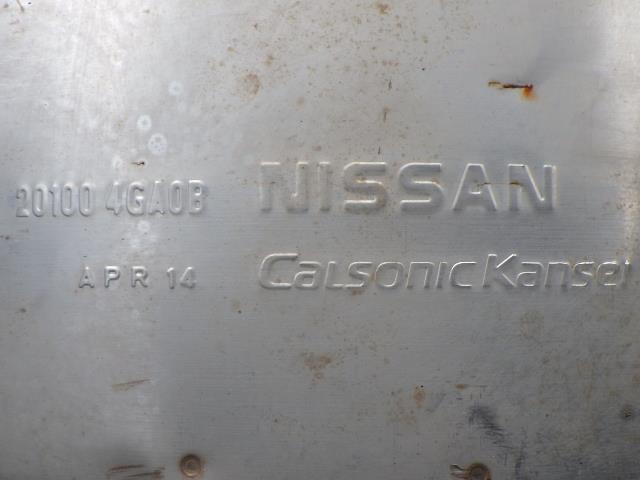 20100 4GA0B NISSAN
APR 14 CalsonicKansei